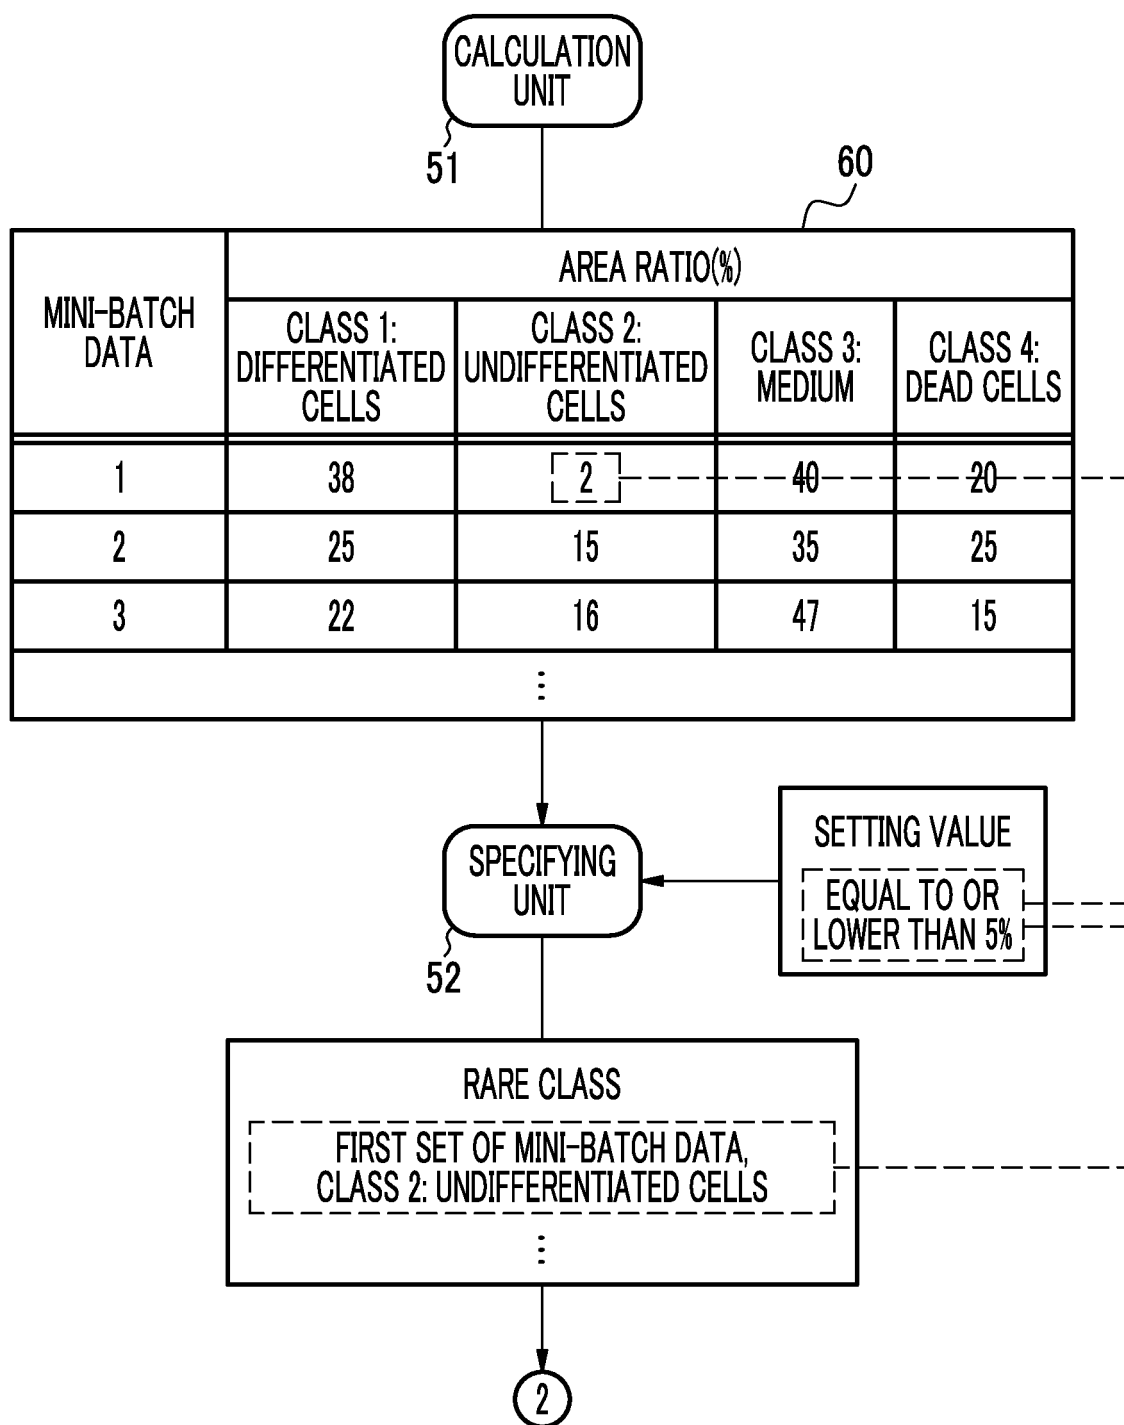 CALCULATION
UNIT
51
60
MINI-BATCH
DATA
AREA RATIO(%)
CLASS 1:
DIFFERENTIATED
CELLS
CLASS 2:
UNDIFFERENTIATED
CELLS
CLASS 3:
MEDIUM
CLASS 4:
DEAD CELLS
1 38 2 40 20
2 25 15 35 25
3 22 16 47 15
⋮
SPECIFYING
UNIT
52
SETTING VALUE
EQUAL TO OR
LOWER THAN 5%
RARE CLASS
FIRST SET OF MINI-BATCH DATA,
CLASS 2: UNDIFFERENTIATED CELLS
⋮
2